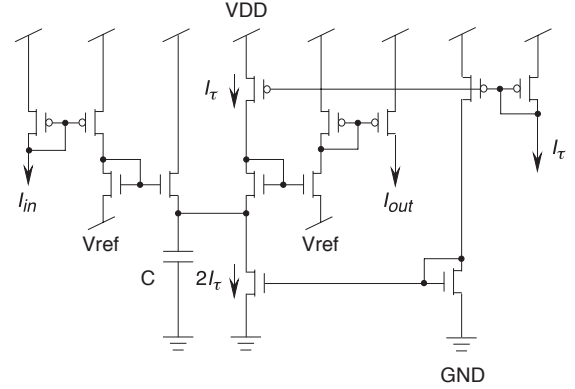 VDD
Iτ
Iτ
Iin
Iout
Vref
Vref
C
2Iτ
GND